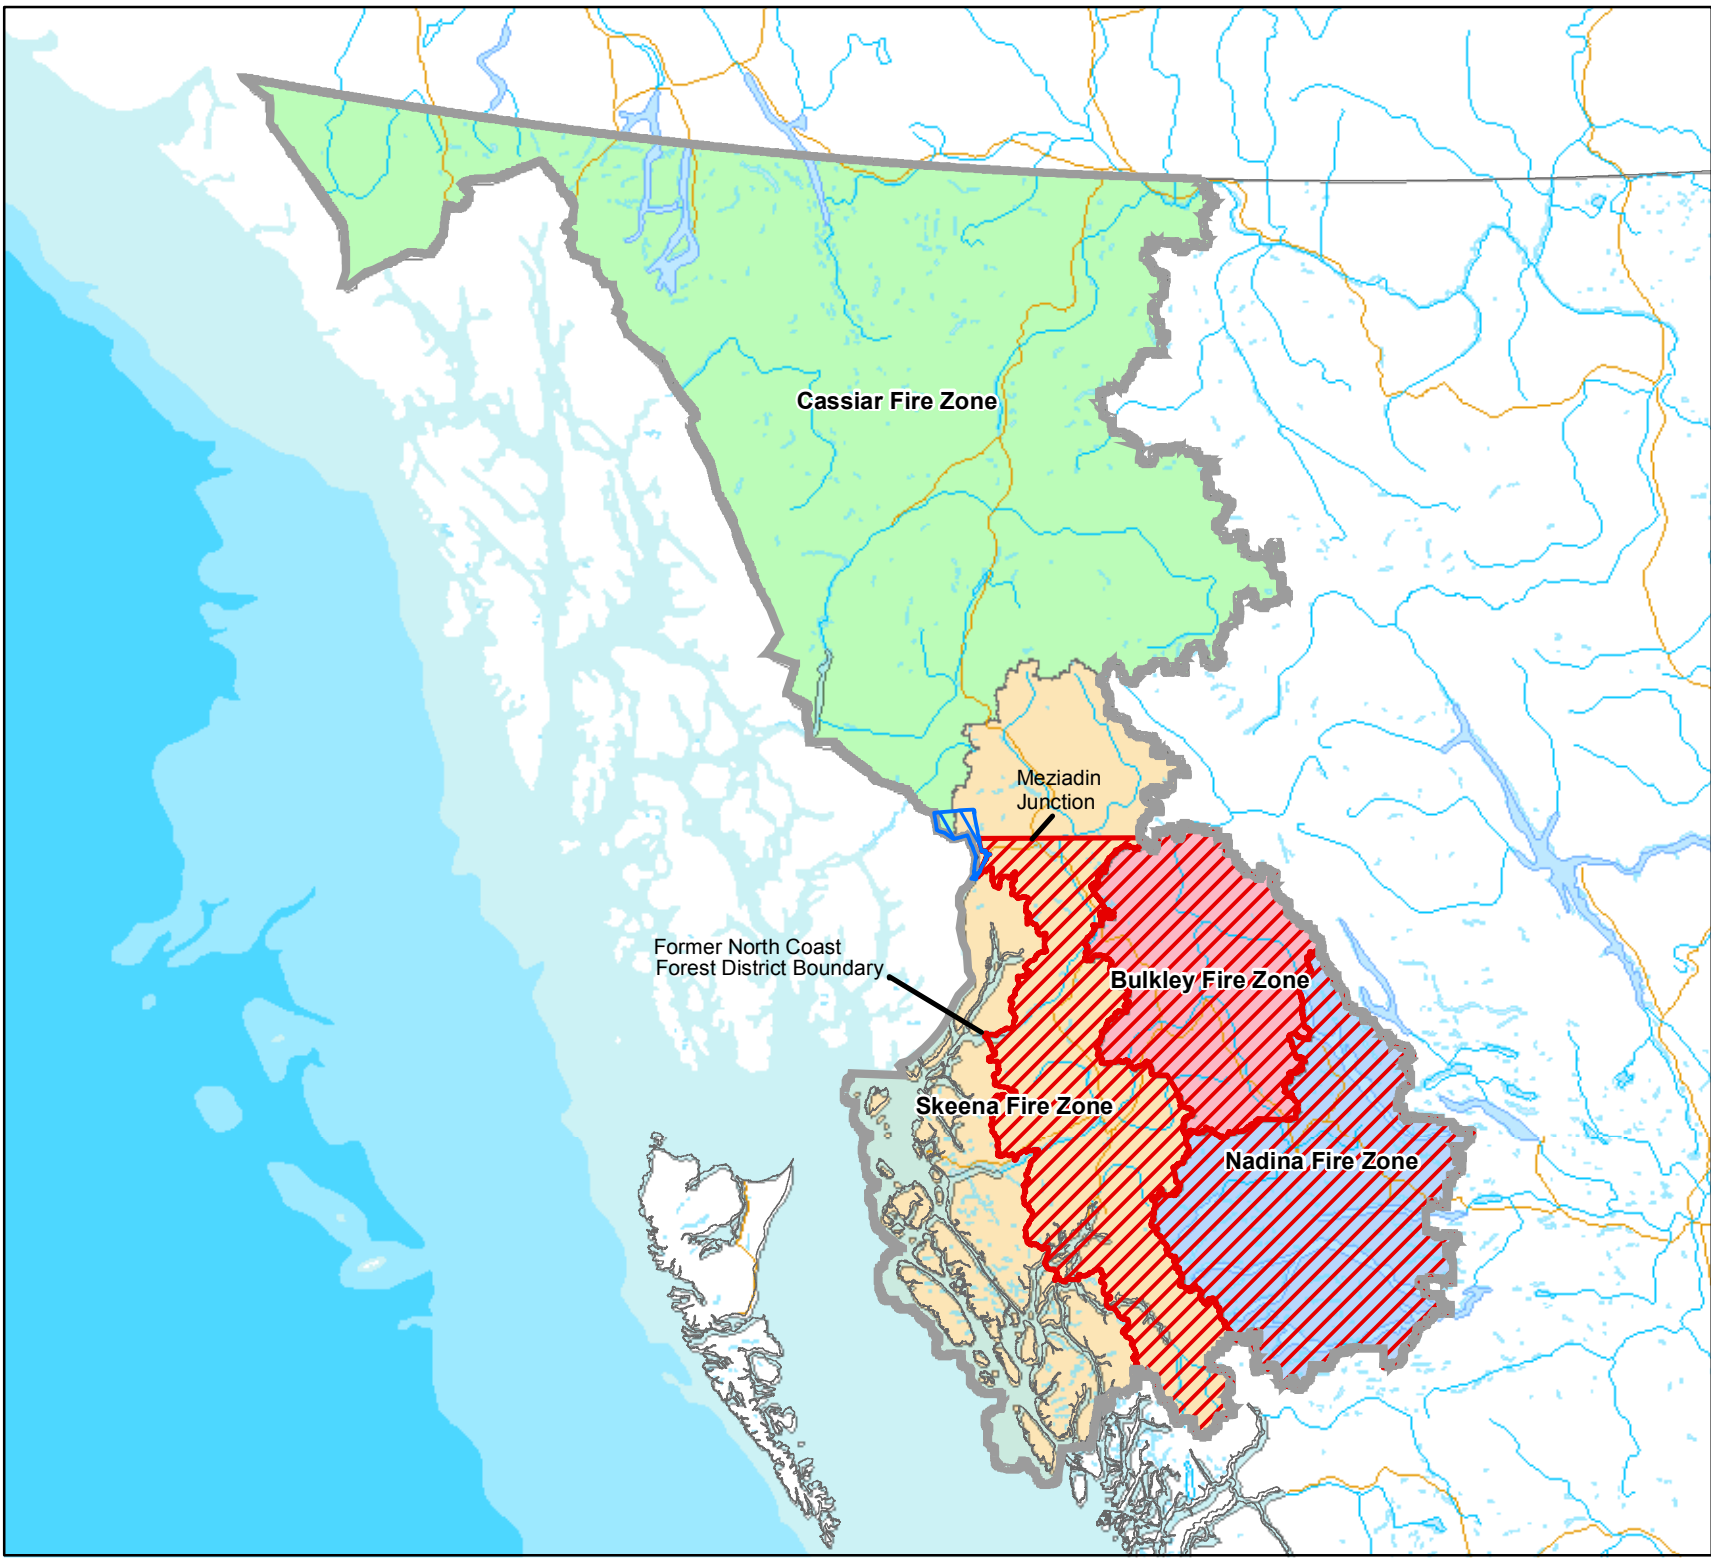 Cassiar Fire Zone
Meziadin
Junction
Former North Coast
Forest District Boundary
Bulkley Fire Zone
Skeena Fire Zone
Nadina Fire Zone